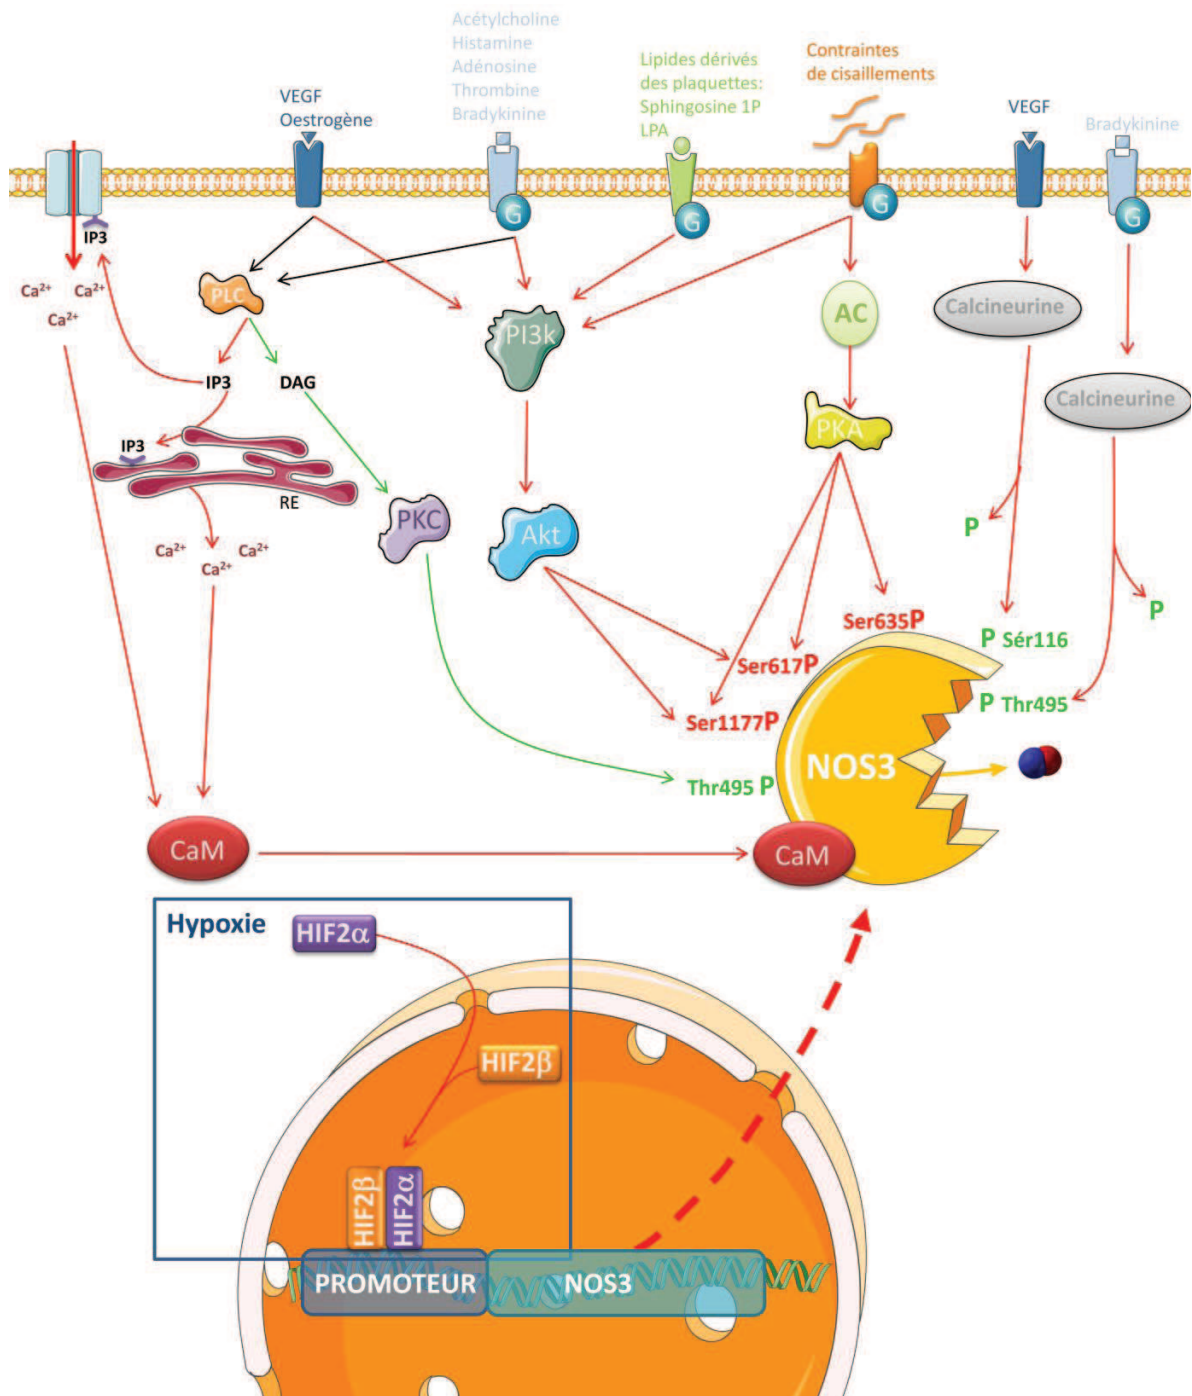 Acétylcholine
Histamine
Adénosine
Thrombine
Bradykinine
Lipides dérivés
des plaquettes:
Sphingosine 1P
LPA
Contraintes
de cisaillements
VEGF
Oestrogène
VEGF
Bradykinine
G
G
G
G
IP3
Ca²⁺
Ca²⁺
Ca²⁺
PLC
PI3k
AC
Calcineurine
Calcineurine
IP3
DAG
PKA
IP3
RE
PKC
Akt
P
Ca²⁺
Ca²⁺
Ca²⁺
P
Ser635P
P Sér116
Ser617P
P Thr495
Ser1177P
NOS3
Thr495 P
CaM
CaM
Hypoxie
HIF2α
HIF2β
HIF2β
HIF2α
PROMOTEUR
NOS3